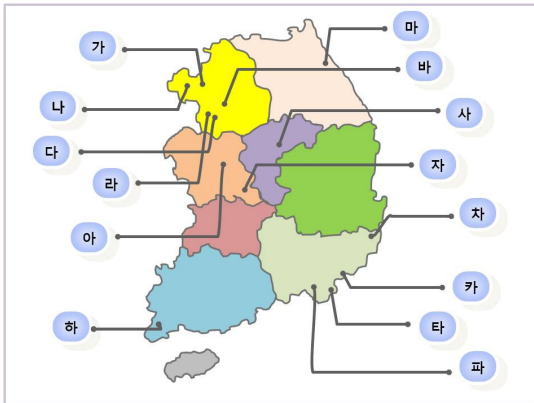 마
가
바
나
사
다
자
라
차
아
카
하
타
파